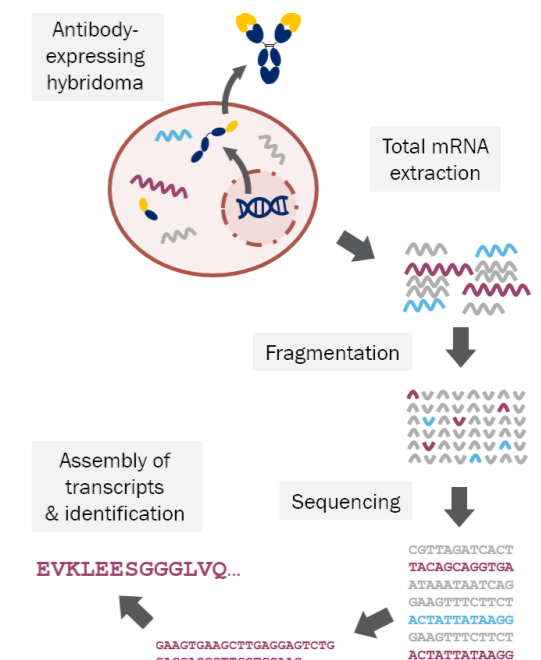 Antibody-
expressing
hybridoma
Total mRNA
extraction
Fragmentation
Sequencing
Assembly of
transcripts
& identification
CGTTAGATCACT
TACAGCAGGTGA
ATAAATAATCAG
GAAGTTTCTTCT
ACTATTATAAGG
GAAGTTTCTTCT
ACTATTATAAGG
EVKLEESGGGLVQ…
GAAGTGAAGCTTGAGGAGTCTG